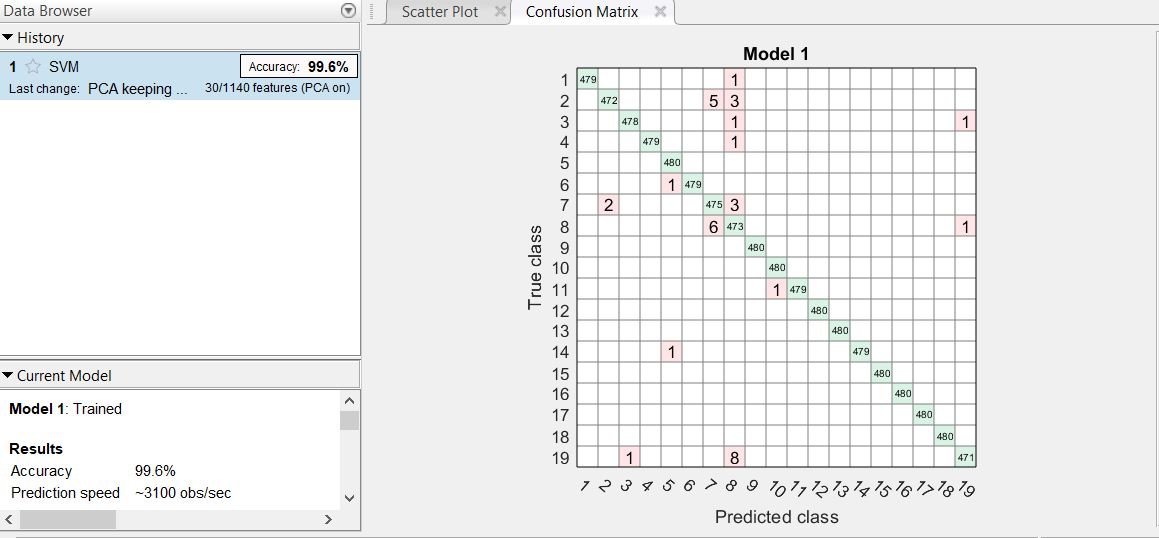 Data Browser
History
1 SVM Accuracy: 99.6%
Last change: PCA keeping ... 30/1140 features (PCA on)
Current Model
Model 1: Trained
Results
Accuracy 99.6%
Prediction speed ~3100 obs/sec
Scatter Plot Confusion Matrix
Model 1
True class
1 479 1
2 472 5 3
3 478 1 1
4 479 1
5 480
6 1 479
7 2 475 3
8 6 473 1
9 480
10 480
11 1 479
12 480
13 480
14 1 479
15 480
16 480
17 480
18 480
19 1 8 471
1 2 3 4 5 6 7 8 9 10 11 12 13 14 15 16 17 18 19
Predicted class